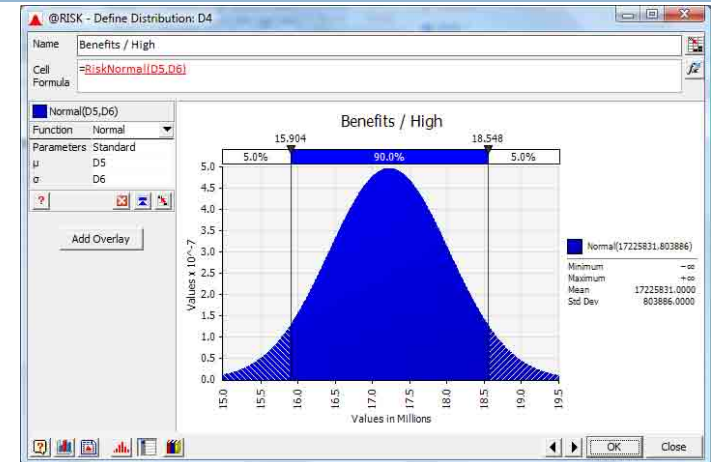 @RISK - Define Distribution: D4
Name Benefits / High
Cell Formula =RiskNormal(D5,D6)
Normal(D5,D6)
Function Normal
Parameters Standard
μ D5
σ D6
Add Overlay
Benefits / High
15.904 18.548
5.0% 90.0% 5.0%
5.0
4.5
4.0
3.5
3.0
2.5
2.0
1.5
1.0
0.5
0.0
Values x 10^-7
15.0 15.5 16.0 16.5 17.0 17.5 18.0 18.5 19.0 19.5
Values in Millions
Normal(17225831,803886)
Minimum -∞
Maximum +∞
Mean 17225831.0000
Std Dev 803886.0000
OK Close